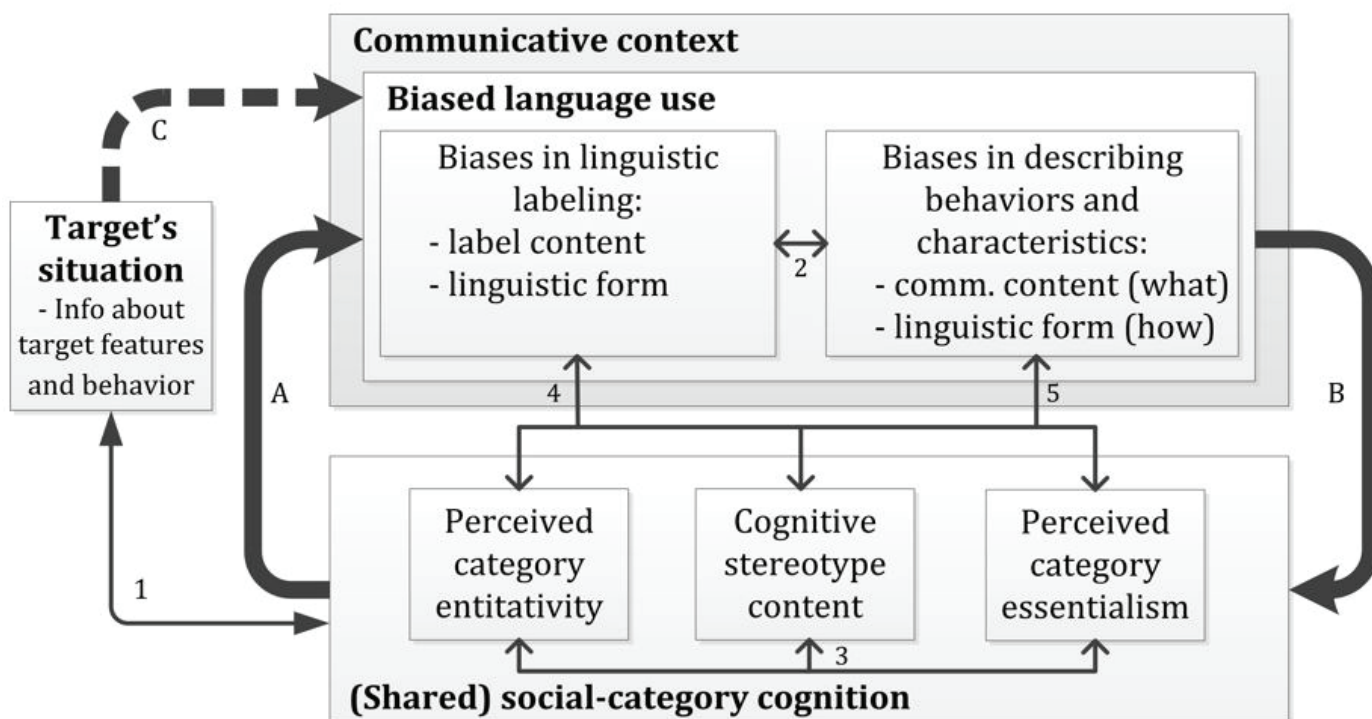 Communicative context
Biased language use
C
Biases in linguistic
labeling:
- label content
- linguistic form
2
Biases in describing
behaviors and
characteristics:
- comm. content (what)
- linguistic form (how)
Target's
situation
- Info about
target features
and behavior
A
4
5
B
1
Perceived
category
entitativity
Cognitive
stereotype
content
Perceived
category
essentialism
3
(Shared) social-category cognition